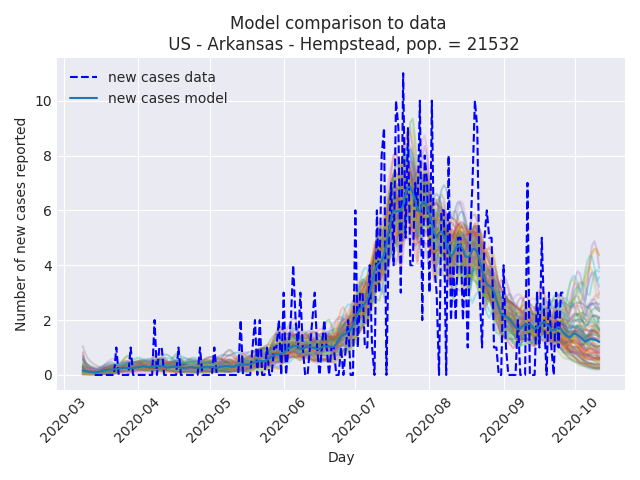 Model comparison to data
US - Arkansas - Hempstead, pop. = 21532
new cases data
new cases model
Number of new cases reported
10
8
6
4
2
0
2020-03
2020-04
2020-05
2020-06
2020-07
2020-08
2020-09
2020-10
Day